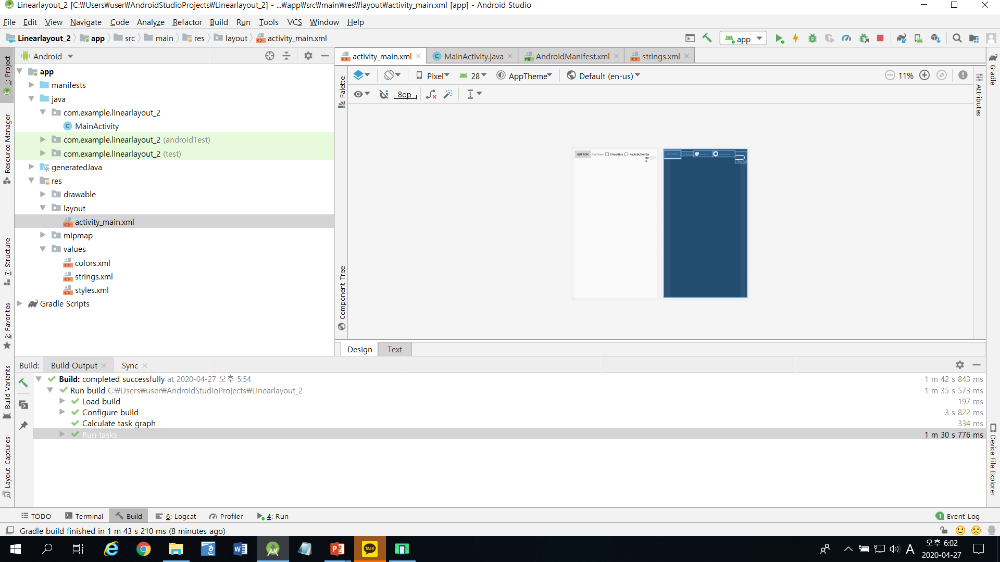 Linearlayout_2 [C:₩Users₩user₩AndroidStudioProjects₩Linearlayout_2] - ...₩app₩src₩main₩res₩layout₩activity_main.xml [app] - Android Studio
File Edit View Navigate Code Analyze Refactor Build Run Tools VCS Window Help
Linearlayout_2 app src main res layout activity_main.xml
app
Android
activity_main.xml MainActivity.java AndroidManifest.xml strings.xml
Pixel 28 AppTheme Default (en-us) 11%
8dp
1: Project
Resource Manager
7: Structure
2: Favorites
Build Variants
Layout Captures
app
manifests
java
com.example.linearlayout_2
MainActivity
com.example.linearlayout_2 (androidTest)
com.example.linearlayout_2 (test)
generatedJava
res
drawable
layout
activity_main.xml
mipmap
values
colors.xml
strings.xml
styles.xml
Gradle Scripts
Palette
Component Tree
BUTTON TextView CheckBox RadioButton Sw
itc
h
BUTTON
Gradle
Attributes
Device File Explorer
Design Text
Build: Build Output Sync
Build: completed successfully at 2020-04-27 오후 5:54 1 m 42 s 843 ms
Run build C:₩Users₩user₩AndroidStudioProjects₩Linearlayout_2 1 m 35 s 573 ms
Load build 197 ms
Configure build 3 s 822 ms
Calculate task graph 334 ms
Run tasks 1 m 30 s 776 ms
TODO Terminal Build 6: Logcat Profiler 4: Run 1 Event Log
Gradle build finished in 1 m 43 s 210 ms (8 minutes ago)
TALK
A
오후 6:02
2020-04-27